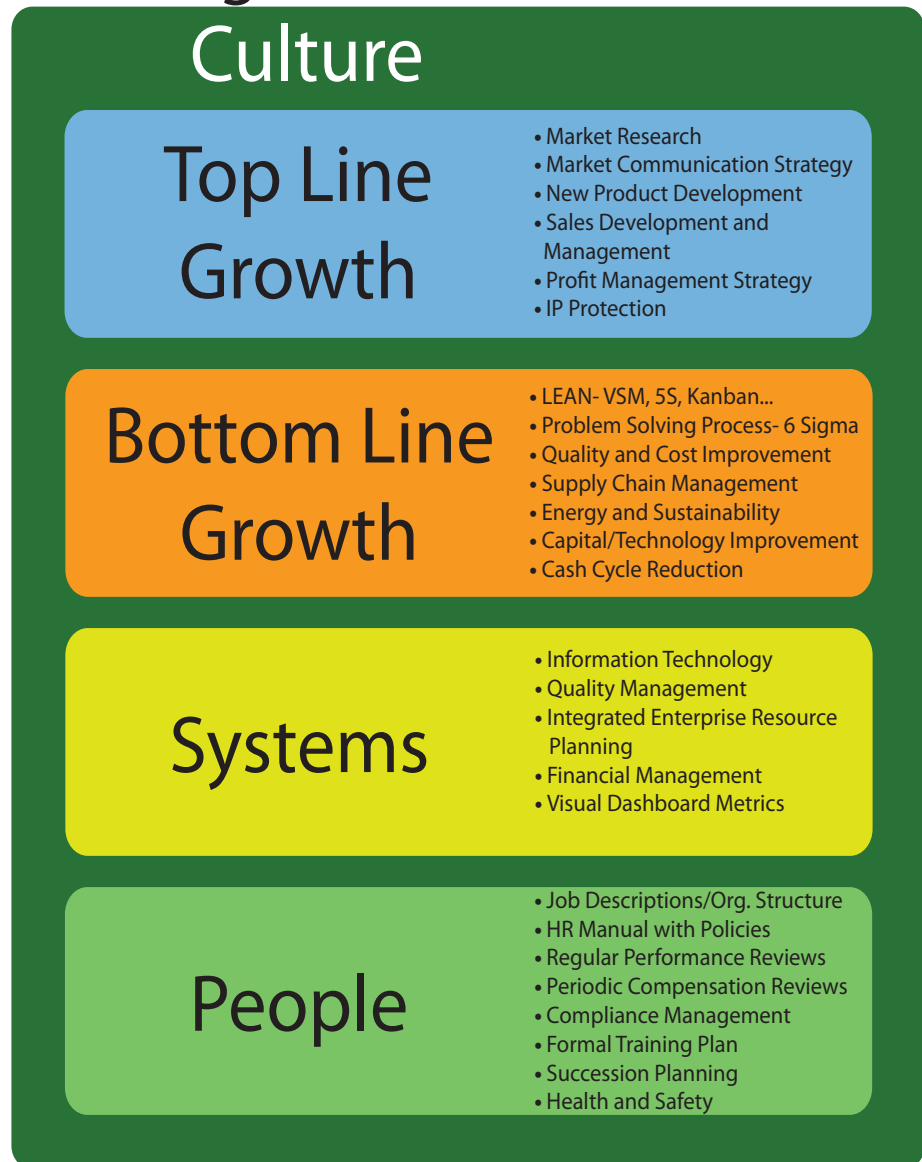 Culture
Top Line
Growth
• Market Research
• Market Communication Strategy
• New Product Development
• Sales Development and
Management
• Profit Management Strategy
• IP Protection
Bottom Line
Growth
• LEAN- VSM, 5S, Kanban...
• Problem Solving Process- 6 Sigma
• Quality and Cost Improvement
• Supply Chain Management
• Energy and Sustainability
• Capital/Technology Improvement
• Cash Cycle Reduction
Systems
• Information Technology
• Quality Management
• Integrated Enterprise Resource
Planning
• Financial Management
• Visual Dashboard Metrics
People
• Job Descriptions/Org. Structure
• HR Manual with Policies
• Regular Performance Reviews
• Periodic Compensation Reviews
• Compliance Management
• Formal Training Plan
• Succession Planning
• Health and Safety